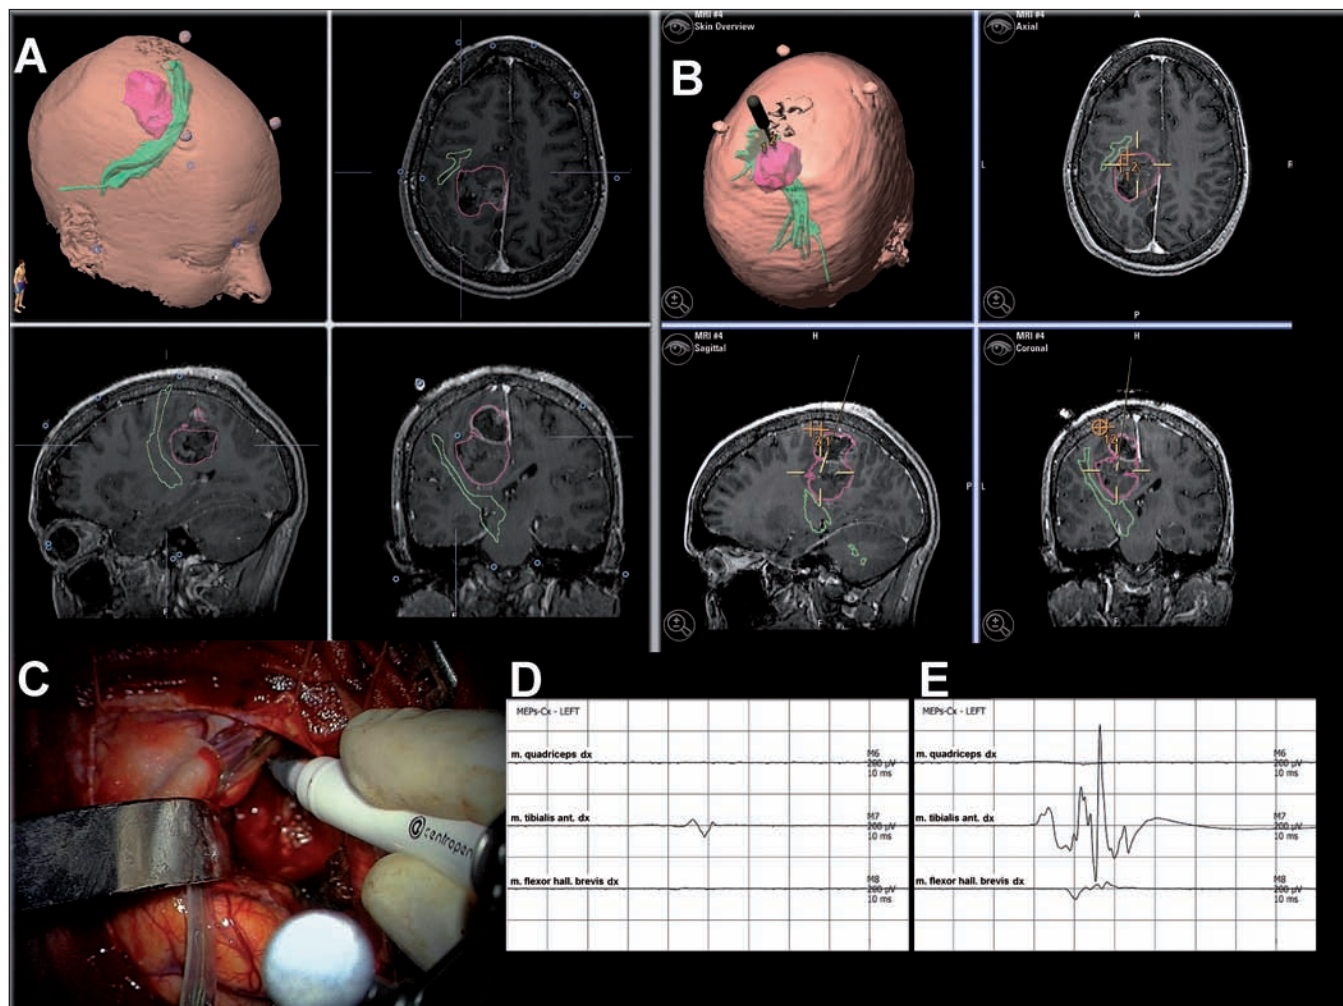 A
B
MRI #4
Skin Overview
MRI #4
Axial
A
L
R
P
1
2
1
MRI #4
Sagittal
H
P
F
MRI #4
Coronal
H
L
F
C
@centropen
D
MEPs-Cx - LEFT
m. quadriceps dx
M6
200 µV
10 ms
m. tibialis ant. dx
M7
200 µV
10 ms
m. flexor hall. brevis dx
M8
200 µV
10 ms
E
MEPs-Cx - LEFT
m. quadriceps dx
M6
200 µV
10 ms
m. tibialis ant. dx
M7
200 µV
10 ms
m. flexor hall. brevis dx
M8
200 µV
10 ms